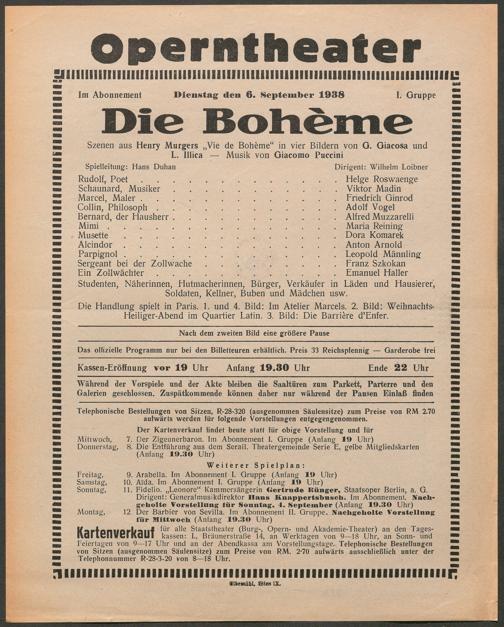 Operntheater
Im Abonnement Dienstag den 6. September 1938 I. Gruppe
Die Bohème
Szenen aus Henry Murgers „Vie de Bohème“ in vier Bildern von G. Giacosa und
L. Illica — Musik von Giacomo Puccini
Spielleitung: Hans Duhan Dirigent: Wilhelm Loibner
Rudolf, Poet . . . . . . . . . . Helge Roswaenge
Schaunard, Musiker . . . . . . . . . . Viktor Madin
Marcel, Maler . . . . . . . . . . Friedrich Ginrod
Collin, Philosoph . . . . . . . . . . Adolf Vogel
Bernard, der Hausherr . . . . . . . . . . Alfred Muzzarelli
Mimi . . . . . . . . . . Maria Reining
Musette . . . . . . . . . . Dora Komarek
Alcindor . . . . . . . . . . Anton Arnold
Parpignol . . . . . . . . . . Leopold Männling
Sergeant bei der Zollwache . . . . . . . . . . Franz Szkokan
Ein Zollwächter . . . . . . . . . . Emanuel Haller
Studenten, Näherinnen, Hutmacherinnen, Bürger, Verkäufer in Läden und Hausierer,
Soldaten, Kellner, Buben und Mädchen usw.
Die Handlung spielt in Paris. 1. und 4. Bild: Im Atelier Marcels. 2. Bild: Weihnachts-
Heiliger-Abend im Quartier Latin. 3. Bild: Die Barrière d'Enfer.
Nach dem zweiten Bild eine größere Pause
Das offizielle Programm nur bei den Billetteuren erhältlich. Preis 33 Reichspfennig — Garderobe frei
Kassen-Eröffnung vor 19 Uhr Anfang 19.30 Uhr Ende 22 Uhr
Während der Vorspiele und der Akte bleiben die Saaltüren zum Parkett, Parterre und den
Galerien geschlossen. Zuspätkommende können daher nur während der Pausen Einlaß finden
Telephonische Bestellungen von Sitzen, R-28-320 (ausgenommen Säulensitze) zum Preise von RM 2.70
aufwärts werden für folgende Vorstellungen entgegengenommen.
Der Kartenverkauf findet heute statt für obige Vorstellung und für
Mittwoch, 7. Der Zigeunerbaron. Im Abonnement I. Gruppe (Anfang 19 Uhr)
Donnerstag, 8. Die Entführung aus dem Serail. Theatergemeinde Serie E, gelbe Mitgliedskarten
(Anfang 19.30 Uhr)
Weiterer Spielplan:
Freitag, 9. Arabella. Im Abonnement I. Gruppe (Anfang 19 Uhr)
Samstag, 10. Aida. Im Abonnement I. Gruppe (Anfang 19 Uhr)
Sonntag, 11. Fidelio. „Leonore“ Kammersängerin Gertrude Rünger, Staatsoper Berlin, a. G.
Dirigent: Generalmusikdirektor Hans Knappertsbusch. Im Abonnement. Nach-
geholte Vorstellung für Sonntag, 4. September (Anfang 19.30 Uhr)
Montag, 12. Der Barbier von Sevilla. Im Abonnement II. Gruppe. Nachgeholte Vorstellung
für Mittwoch (Anfang 19.30 Uhr)
Kartenverkauf für alle Staatstheater (Burg-, Opern- und Akademie-Theater) an den Tages-
kassen: I., Bräunerstraße 14, an Werktagen von 9—18 Uhr, an Sonn- und
Feiertagen von 9—17 Uhr und an der Abendkassa am Vorstellungstage. Telephonische Bestellungen
von Sitzen (ausgenommen Säulensitze) zum Preise von RM. 2·70 aufwärts ausschließlich unter der
Telephonnummer R-28-3-20 von 8—18 Uhr.